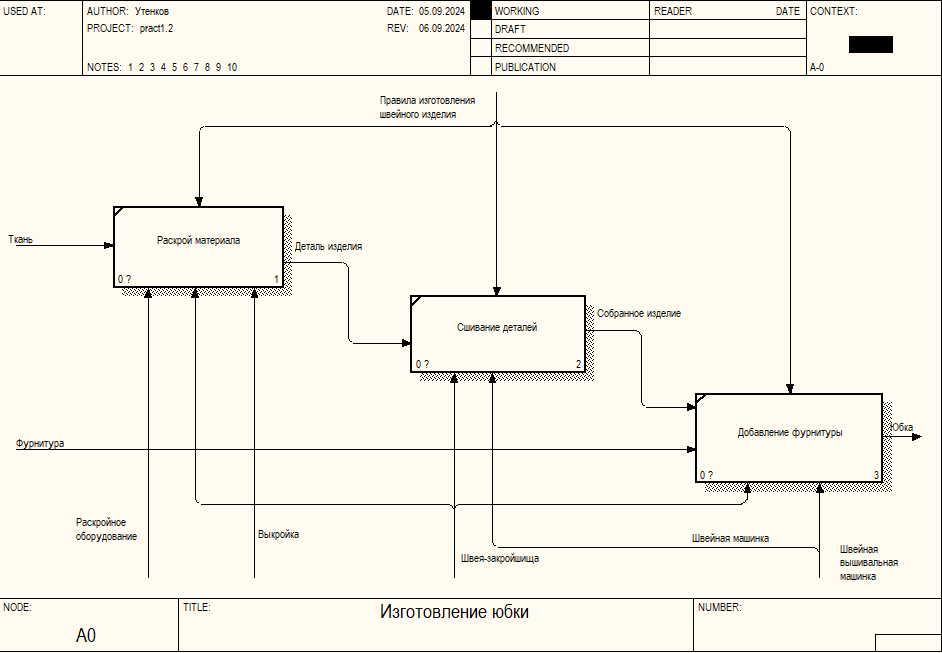 USED AT:
AUTHOR: Утенков
DATE: 05.09.2024
WORKING
READER
DATE
CONTEXT:
PROJECT: pract1.2
REV: 06.09.2024
DRAFT
RECOMMENDED
NOTES: 1 2 3 4 5 6 7 8 9 10
PUBLICATION
A-0
Правила изготовления
швейного изделия
Ткань
Раскрой материала
0 ?
1
Деталь изделия
Сшивание деталей
0 ?
2
Собранное изделие
Добавление фурнитуры
0 ?
3
Юбка
Фурнитура
Раскройное
оборудование
Выкройка
Швея-закройшица
Швейная машинка
Швейная
вышивальная
машинка
NODE:
A0
TITLE:
Изготовление юбки
NUMBER: